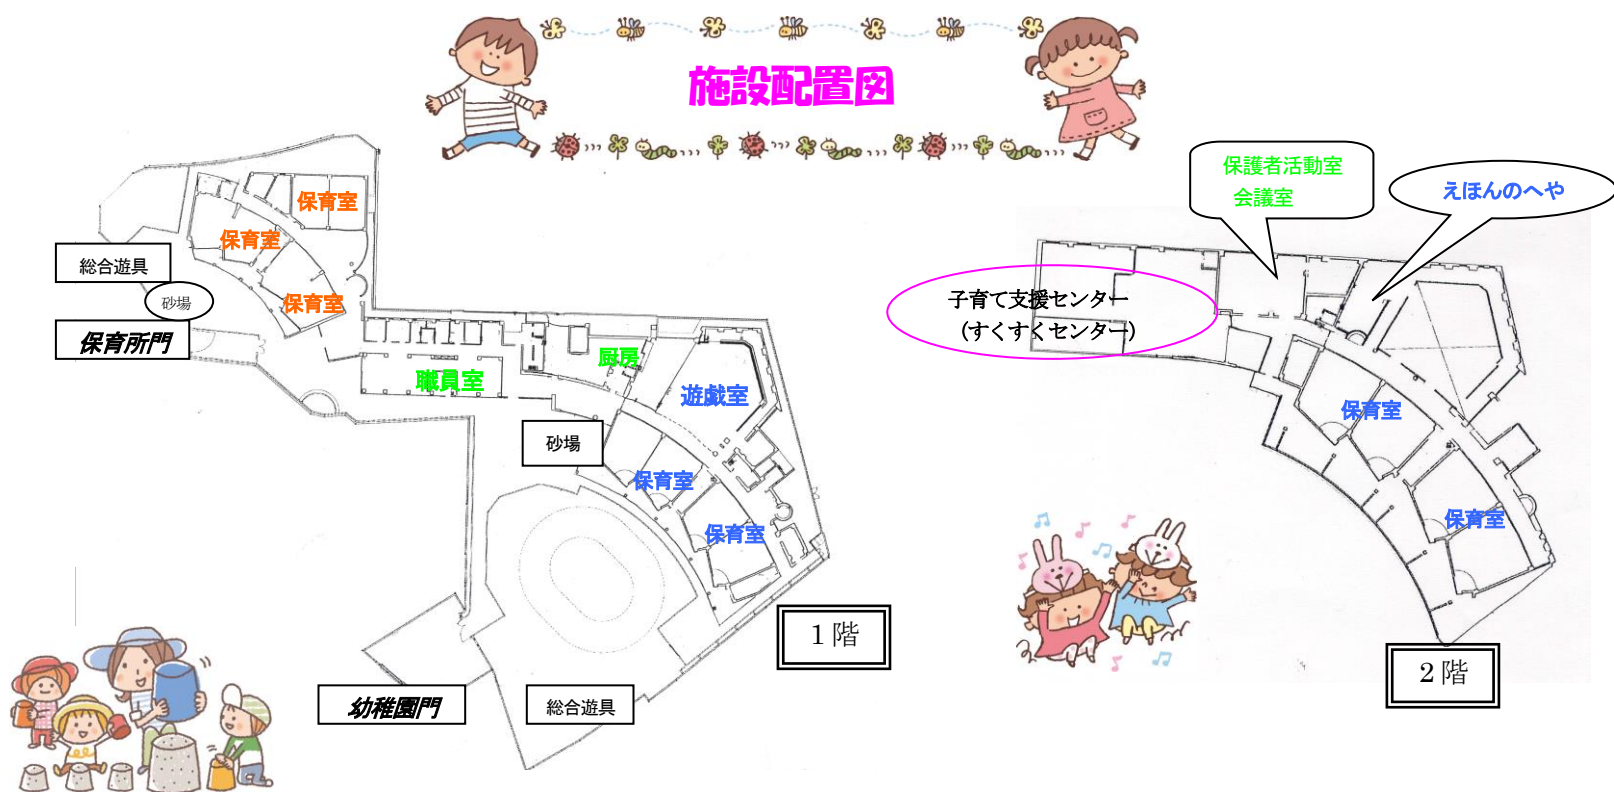 施設配置図
保育室
保育室
保育室
総合遊具
砂場
保育所門
職員室
厨房
遊戯室
砂場
保育室
保育室
1階
幼稚園門
総合遊具
保護者活動室
会議室
えほんのへや
子育て支援センター
（すくすくセンター）
保育室
保育室
2階